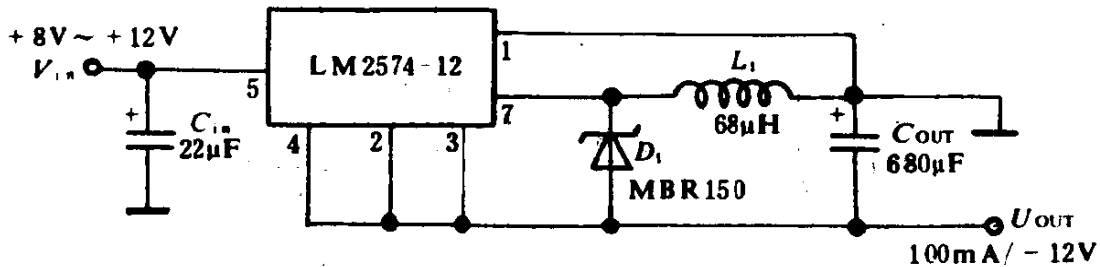 +8V~+12V
Vin
LM2574-12
5
1
7
4
2
3
+
Cin
22μF
L1
68μH
D1
MBR150
+
COUT
680μF
UOUT
100mA/-12V